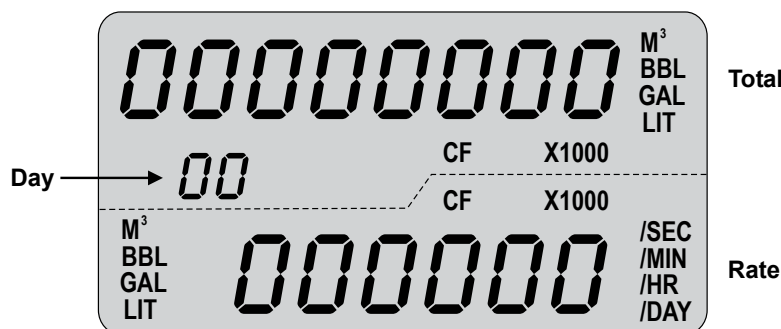 00000000
M³
BBL
GAL
LIT
Total
CF X1000
Day
00
CF X1000
M³
BBL
GAL
LIT
000000
/SEC
/MIN
/HR
/DAY
Rate